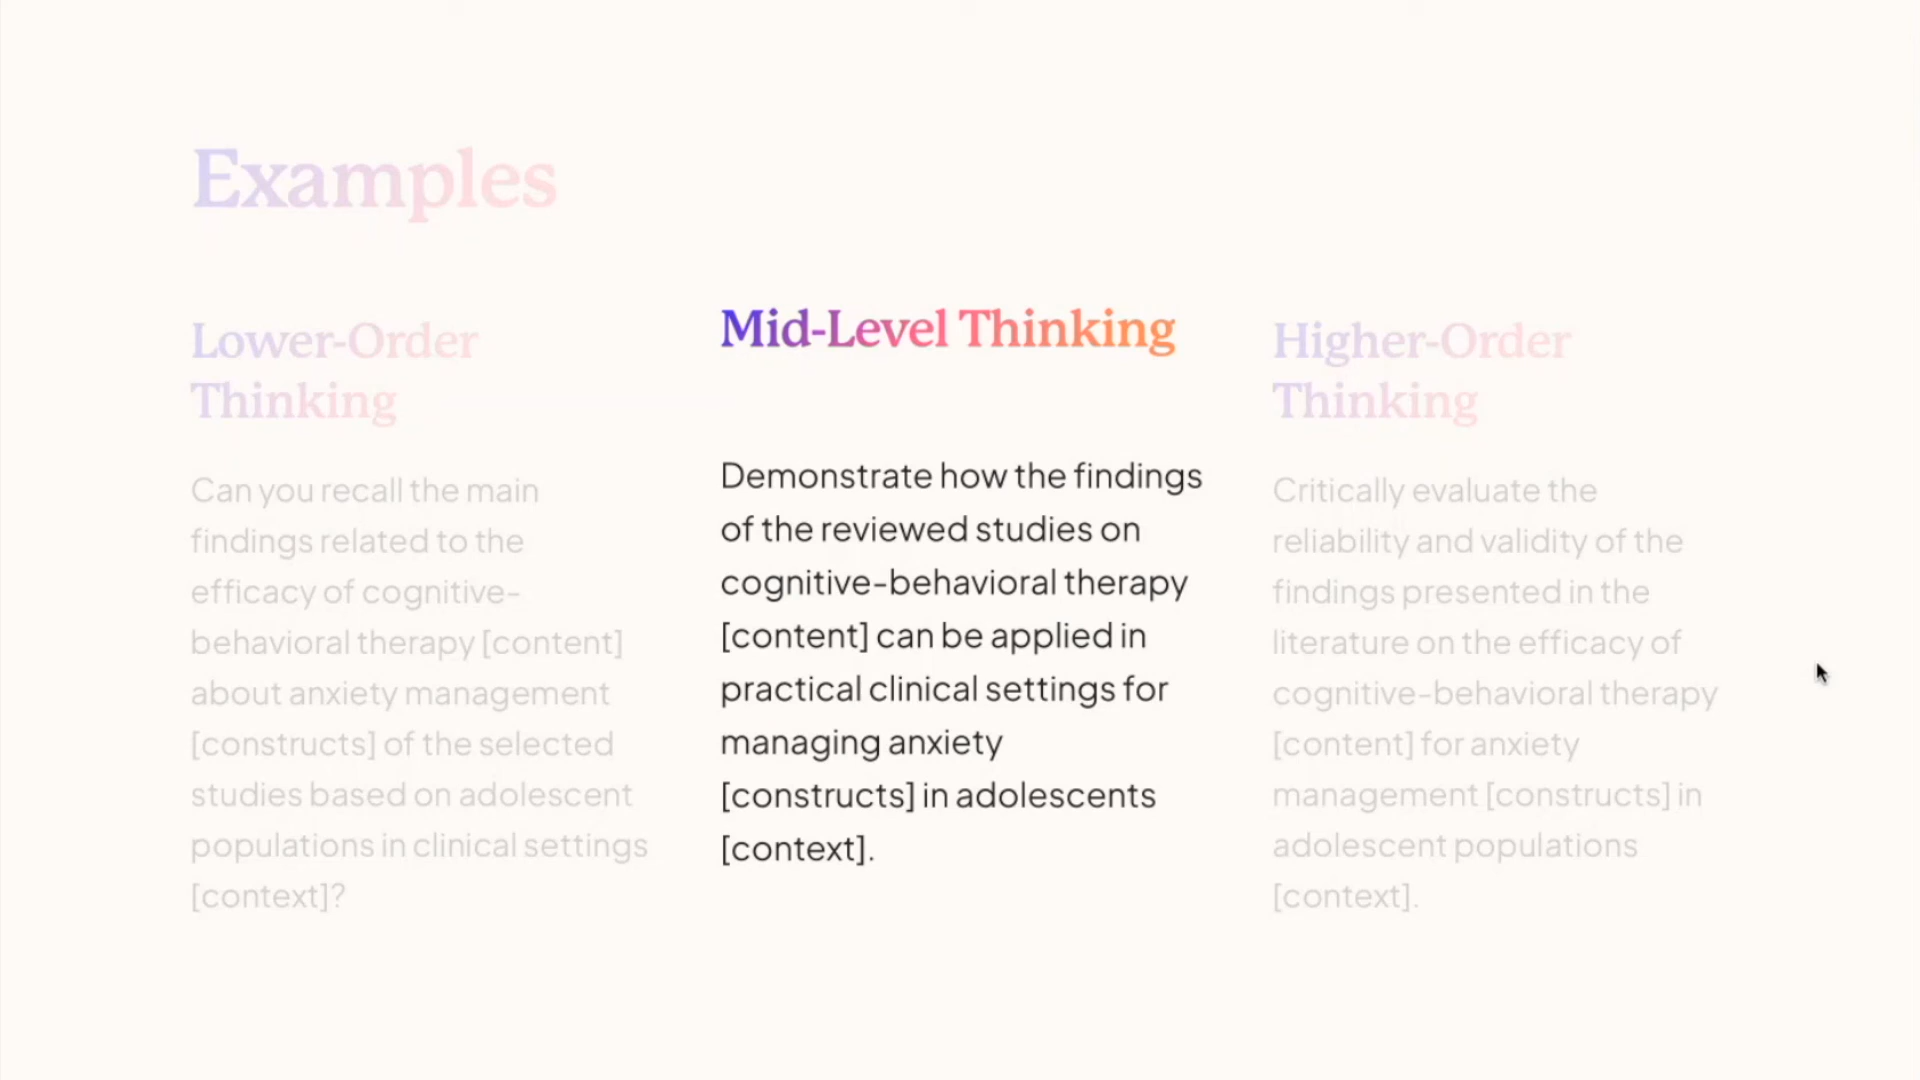 Examples
Lower-Order
Thinking
Can you recall the main
findings related to the
efficacy of cognitive-
behavioral therapy [content]
about anxiety management
[constructs] of the selected
studies based on adolescent
populations in clinical settings
[context]?
Mid-Level Thinking
Demonstrate how the findings
of the reviewed studies on
cognitive-behavioral therapy
[content] can be applied in
practical clinical settings for
managing anxiety
[constructs] in adolescents
[context].
Higher-Order
Thinking
Critically evaluate the
reliability and validity of the
findings presented in the
literature on the efficacy of
cognitive-behavioral therapy
[content] for anxiety
management [constructs] in
adolescent populations
[context].